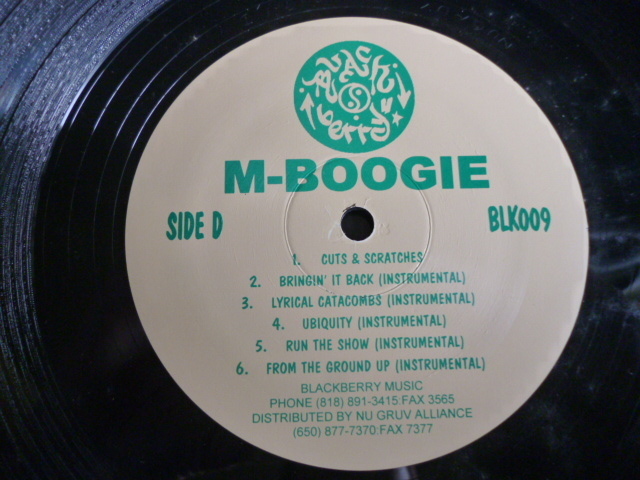 Blackberry
M-BOOGIE
SIDE D
BLK009
1. CUTS & SCRATCHES
2. BRINGIN' IT BACK (INSTRUMENTAL)
3. LYRICAL CATACOMBS (INSTRUMENTAL)
4. UBIQUITY (INSTRUMENTAL)
5. RUN THE SHOW (INSTRUMENTAL)
6. FROM THE GROUND UP (INSTRUMENTAL)
BLACKBERRY MUSIC
PHONE (818) 891-3415:FAX 3565
DISTRIBUTED BY NU GRUV ALLIANCE
(650) 877-7370:FAX 7377